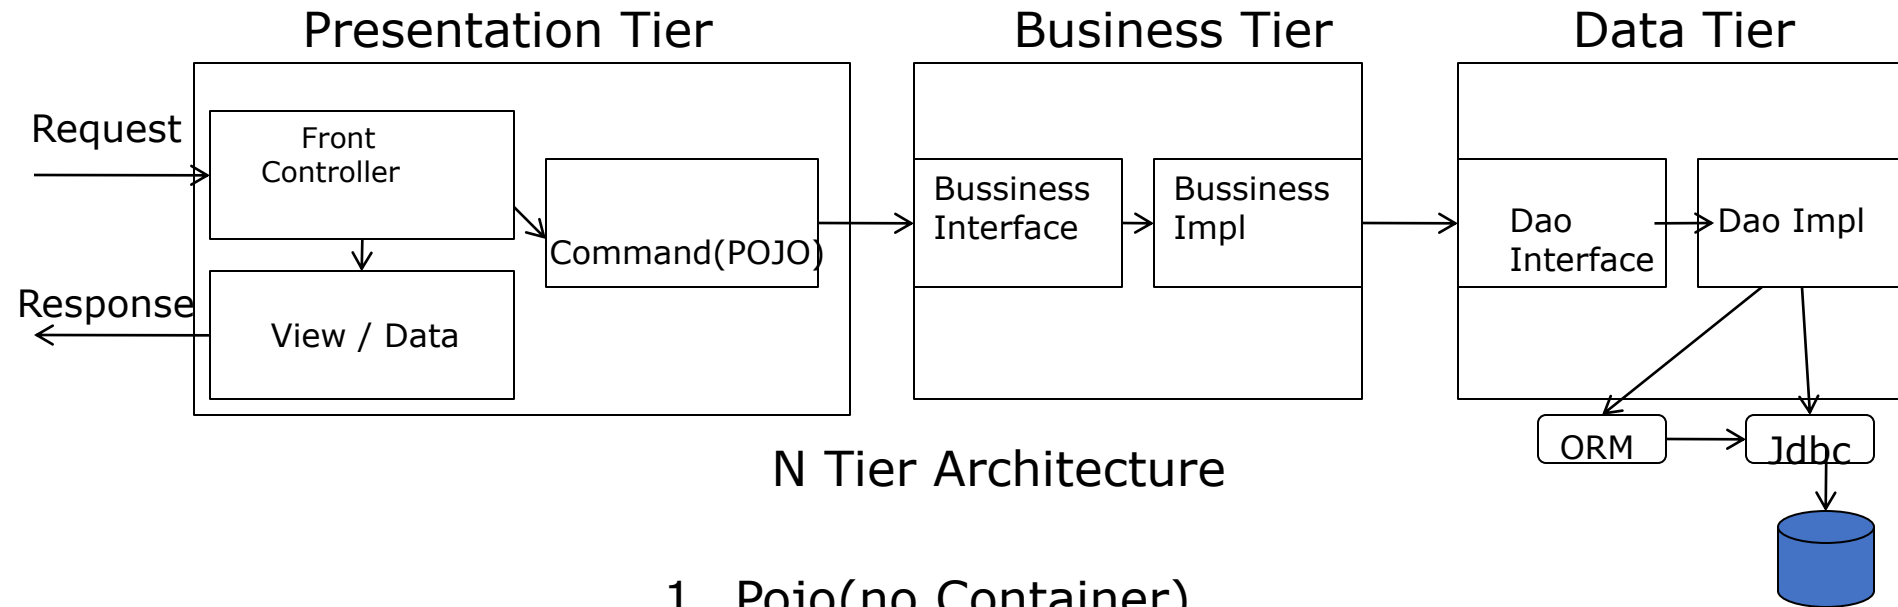 Presentation Tier
Business Tier
Data Tier
Request
Front
Controller
Command(POJO)
Response
View / Data
Bussiness
Interface
Bussiness
Impl
Dao
Interface
Dao Impl
ORM
Jdbc
N Tier Architecture
1. Pojo(no Container)